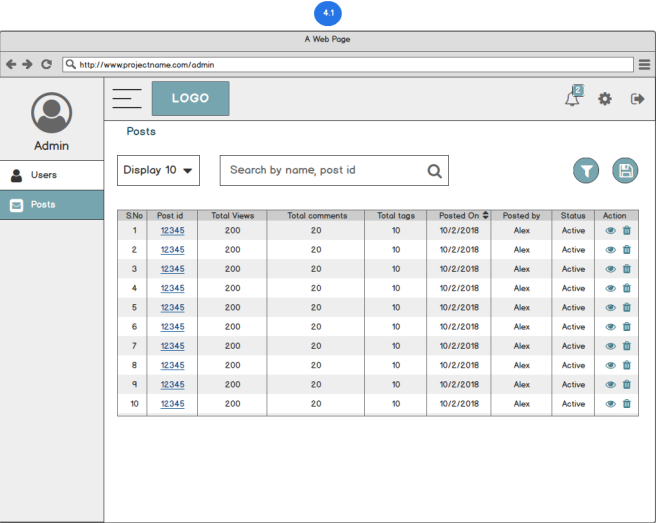 4.1
A Web Page
http://www.projectname.com/admin
LOGO
2
Admin
Users
Posts
Posts
Display 10
Search by name, post id
S.No Post id Total Views Total comments Total tags Posted On Posted by Status Action
1 12345 200 20 10 10/2/2018 Alex Active
2 12345 200 20 10 10/2/2018 Alex Active
3 12345 200 20 10 10/2/2018 Alex Active
4 12345 200 20 10 10/2/2018 Alex Active
5 12345 200 20 10 10/2/2018 Alex Active
6 12345 200 20 10 10/2/2018 Alex Active
7 12345 200 20 10 10/2/2018 Alex Active
8 12345 200 20 10 10/2/2018 Alex Active
9 12345 200 20 10 10/2/2018 Alex Active
10 12345 200 20 10 10/2/2018 Alex Active